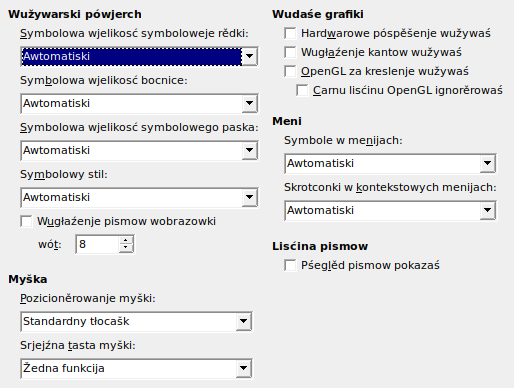 Wužywarski pówjerch
Symbolowa wjelikosć symboloweje rědki:
Awtomatiski
Symbolowa wjelikosć bocnice:
Awtomatiski
Symbolowa wjelikosć symbolowego paska:
Awtomatiski
Symbolowy stil:
Awtomatiski
Wugłaźenje pismow wobrazowki
wót: 8
Myška
Pozicioněrowanje myški:
Standardny tłocašk
Srjejźna tasta myški:
Žedna funkcija
Wudaśe grafiki
Hardwarowe póspěšenje wužywaś
Wugłaźenje kantow wužywaś
OpenGL za kreslenje wužywaś
Carnu lisćinu OpenGL ignorěrowaś
Meni
Symbole w menijach:
Awtomatiski
Skrotconki w kontekstowych menijach:
Awtomatiski
Lisćina pismow
Pśeglěd pismow pokazaś